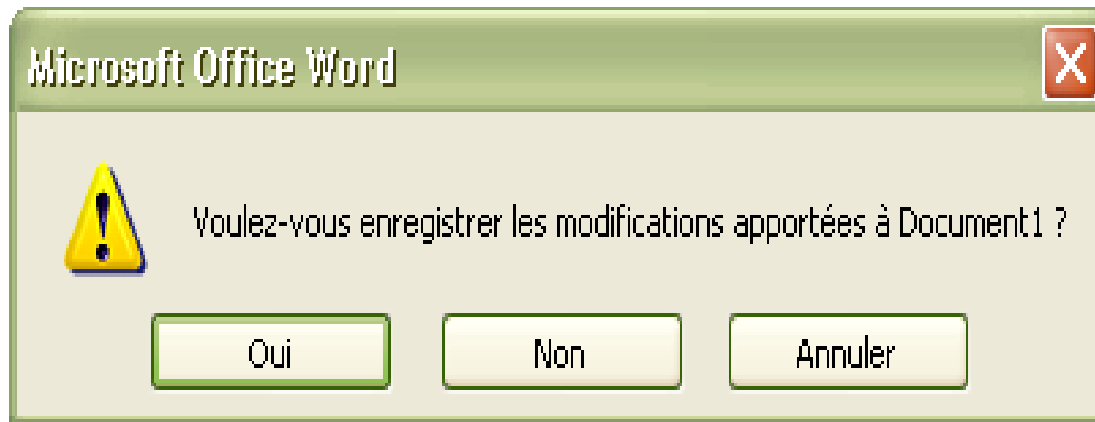 Microsoft Office Word
Voulez-vous enregistrer les modifications apportées à Document1 ?
Oui Non Annuler